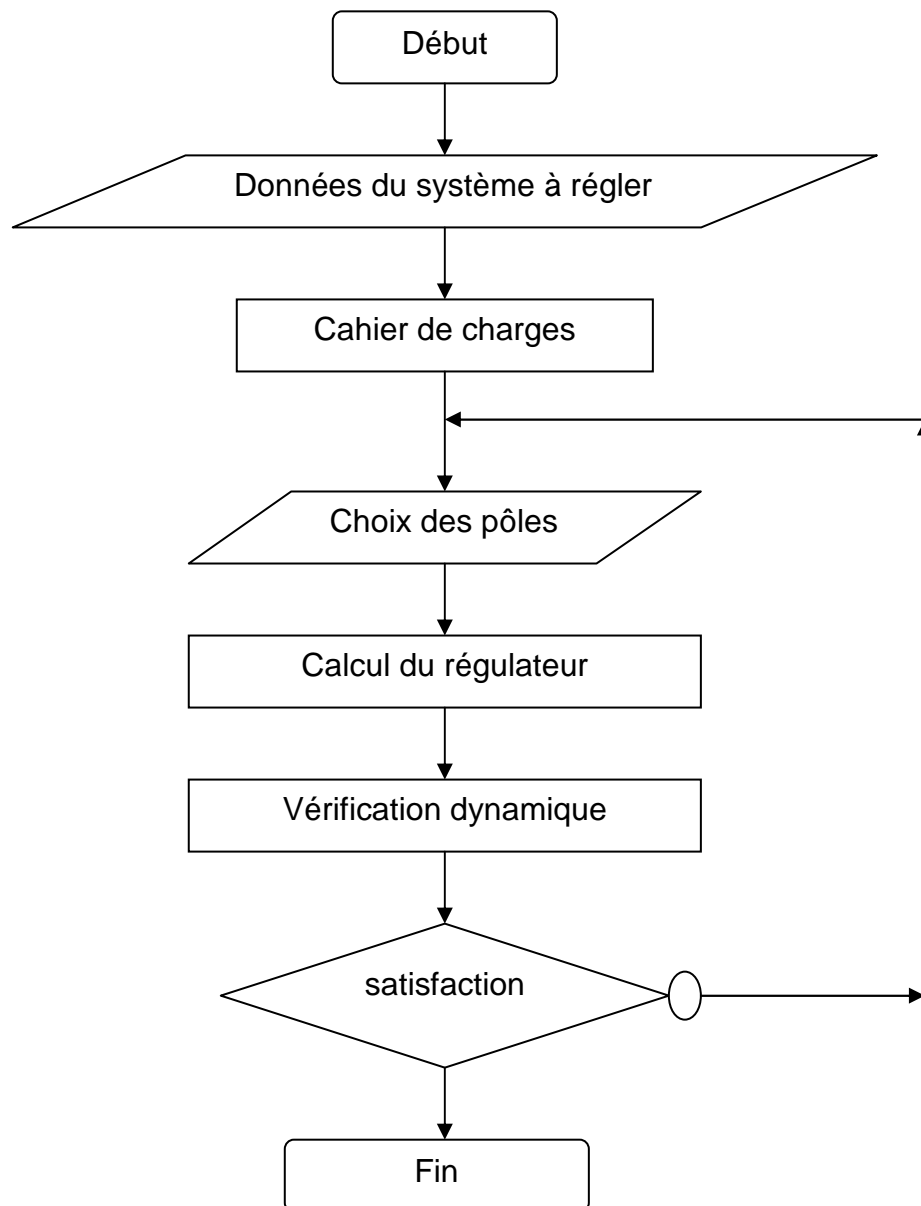 Début
Données du système à régler
Cahier de charges
Choix des pôles
Calcul du régulateur
Vérification dynamique
satisfaction
Fin